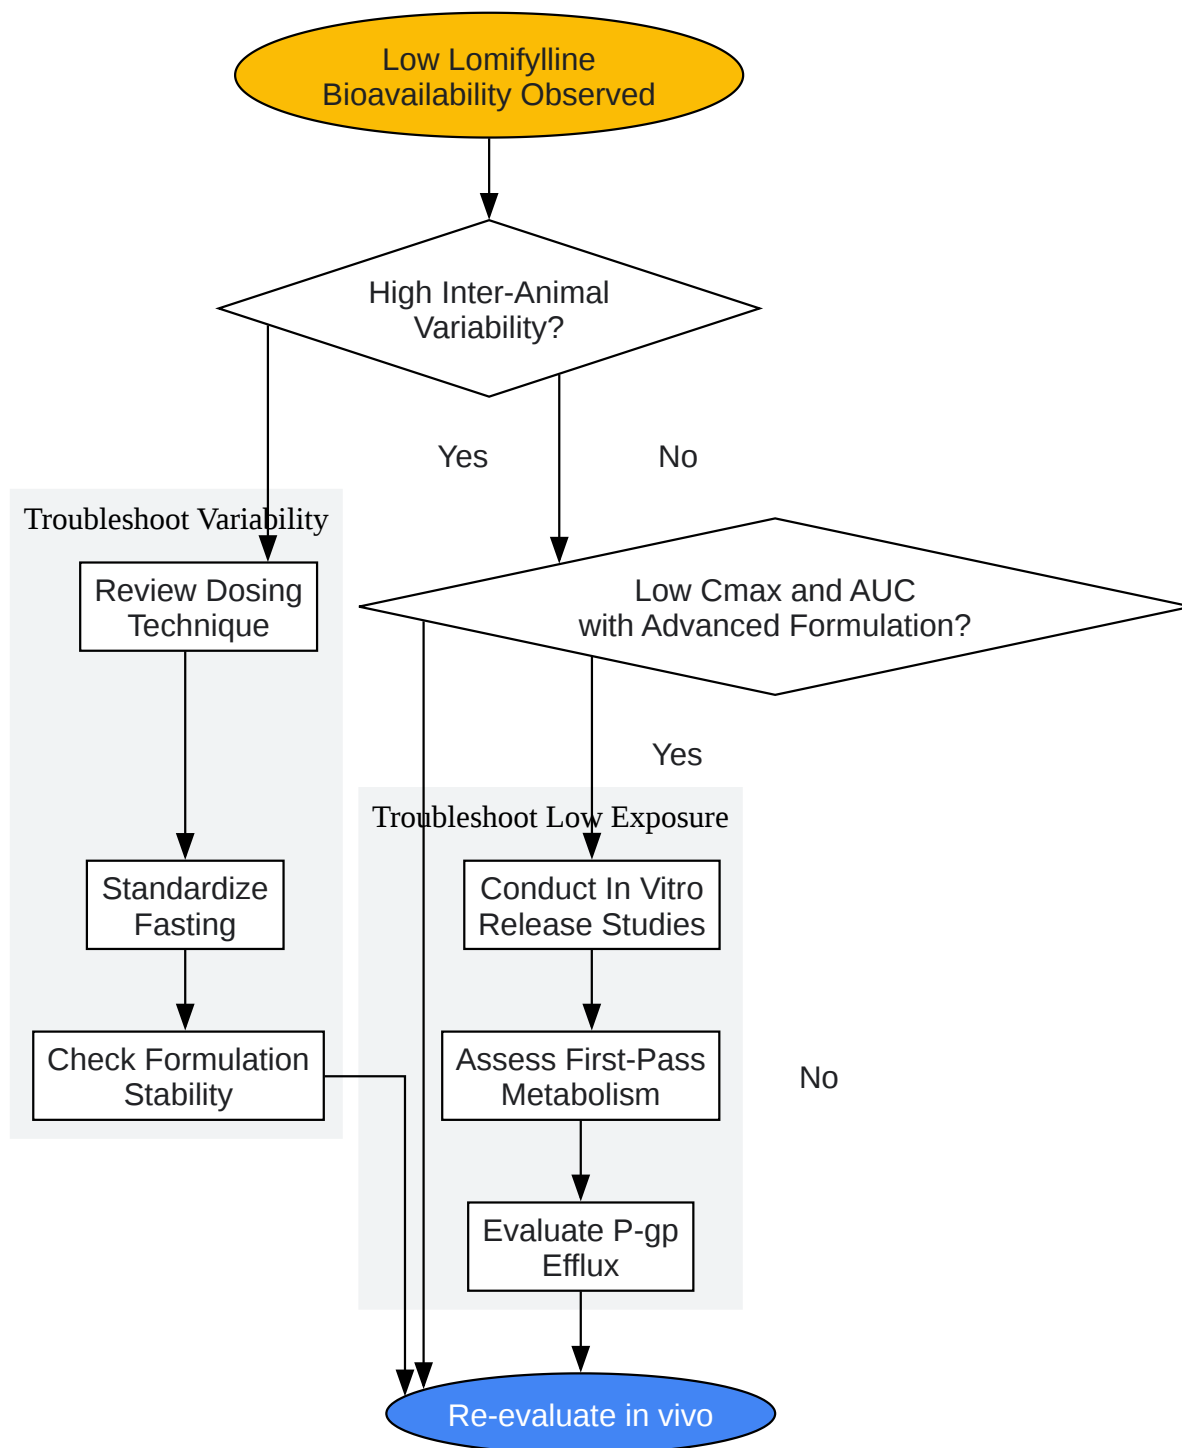 Low Lomifylline
Bioavailability Observed
High Inter-Animal
Variability?
Yes
No
Troubleshoot Variability
Review Dosing
Technique
Low Cmax and AUC
with Advanced Formulation?
Yes
Troubleshoot Low Exposure
Standardize
Fasting
Conduct In Vitro
Release Studies
Check Formulation
Stability
Assess First-Pass
Metabolism
No
Evaluate P-gp
Efflux
Re-evaluate in vivo